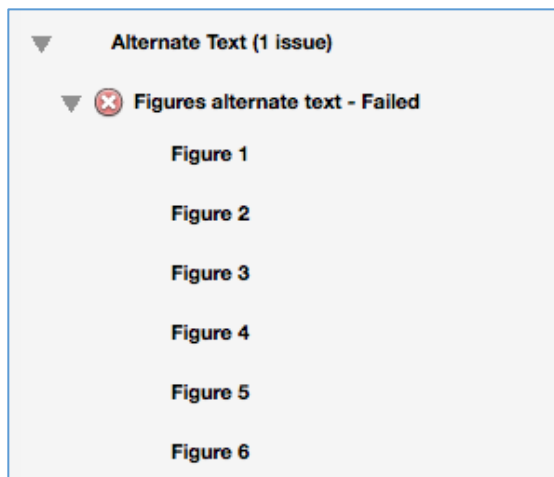 Alternate Text (1 issue)
Figures alternate text - Failed
Figure 1
Figure 2
Figure 3
Figure 4
Figure 5
Figure 6